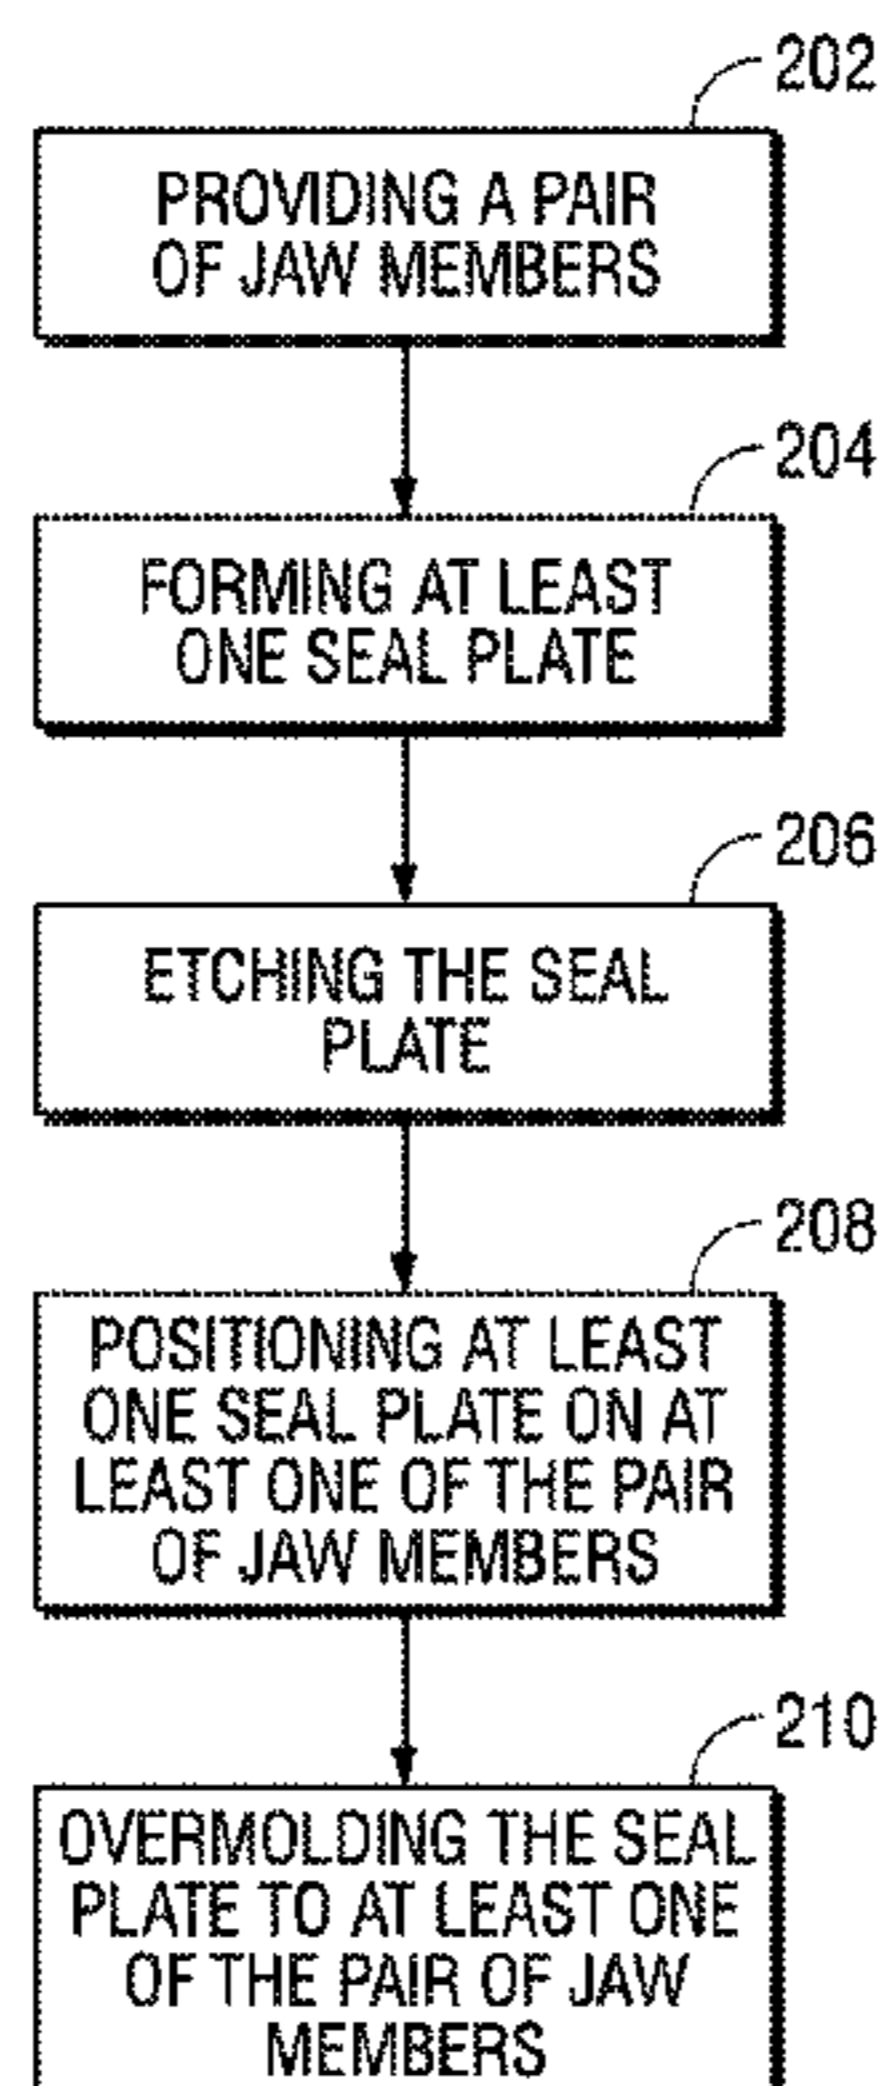 202
PROVIDING A PAIR
OF JAW MEMBERS
204
FORMING AT LEAST
ONE SEAL PLATE
206
ETCHING THE SEAL
PLATE
208
POSITIONING AT LEAST
ONE SEAL PLATE ON AT
LEAST ONE OF THE PAIR
OF JAW MEMBERS
210
OVERMOLDING THE SEAL
PLATE TO AT LEAST ONE
OF THE PAIR OF JAW
MEMBERS